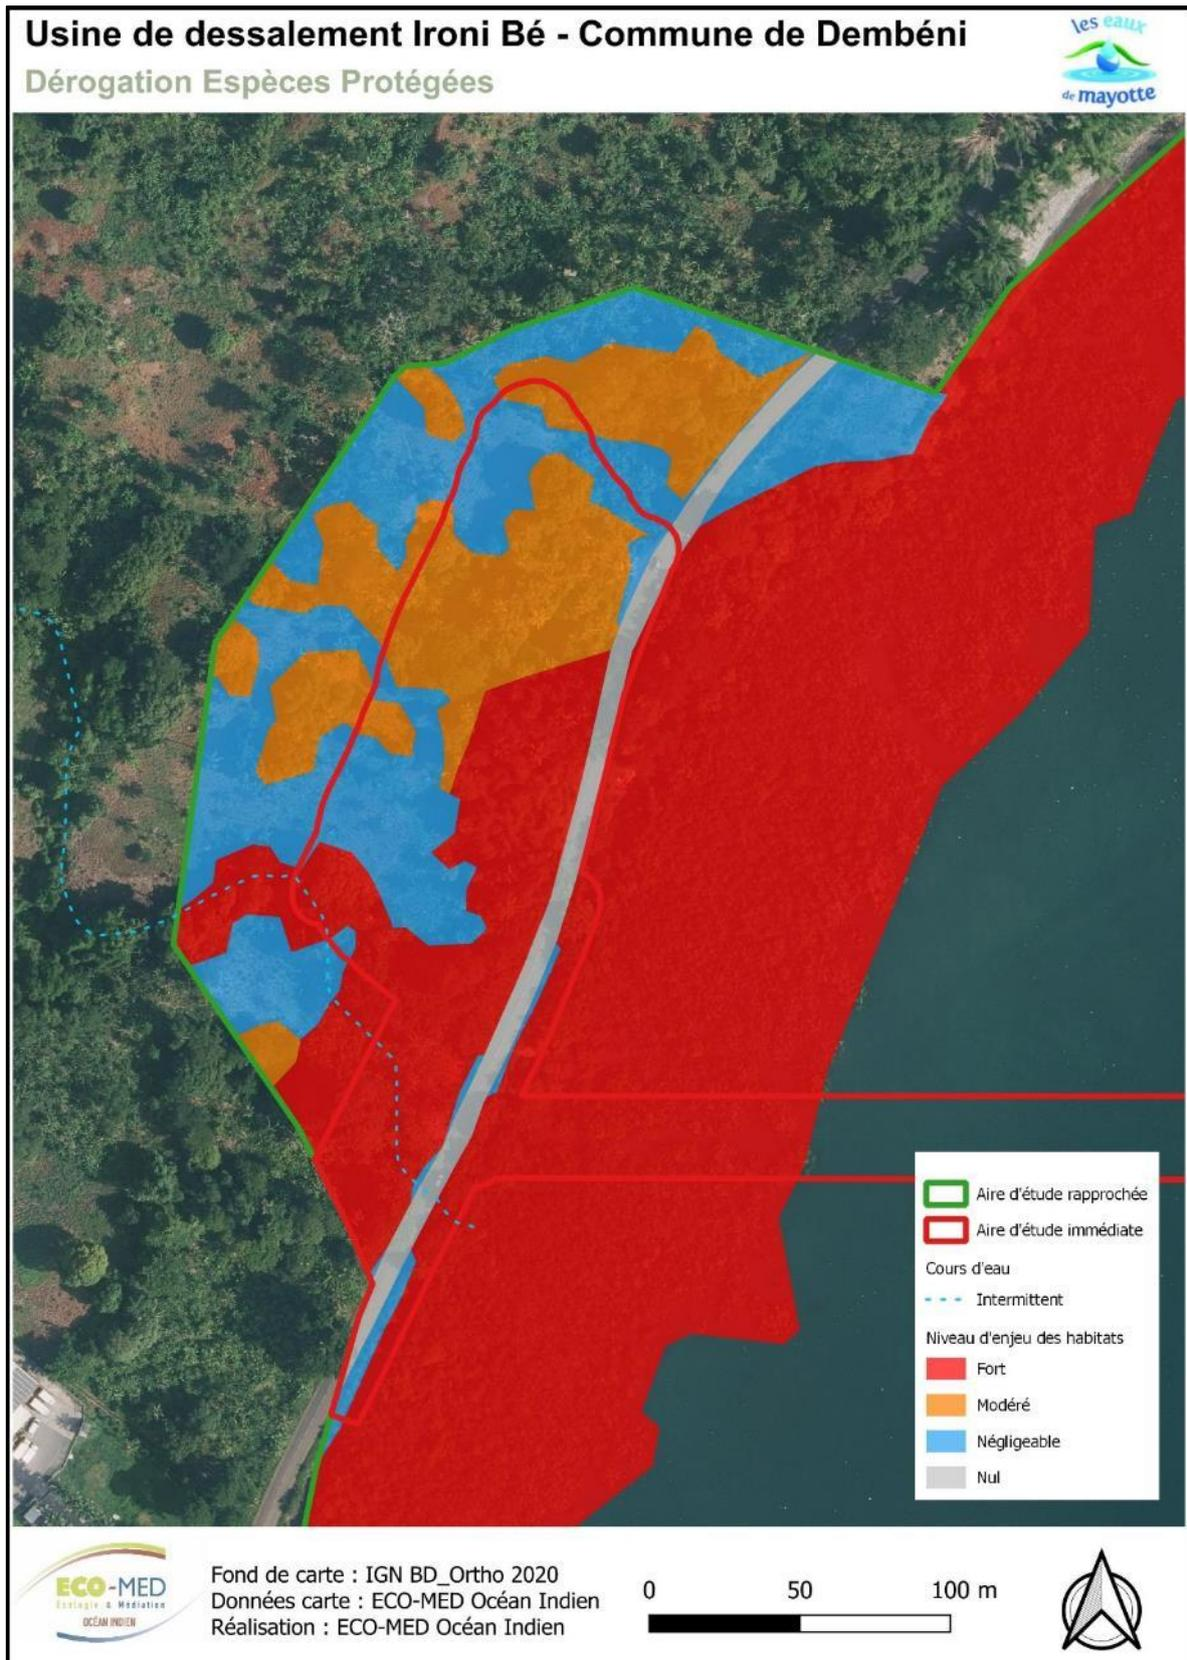 Usine de dessalement Ironi Bé - Commune de Dembéni
Dérogation Espèces Protégées
les eaux
de mayotte
Aire d'étude rapprochée
Aire d'étude immédiate
Cours d'eau
Intermittent
Niveau d'enjeu des habitats
Fort
Modéré
Négligeable
Nul
ECO-MED
Ecologie & Médiation
OCÉAN INDIEN
Fond de carte : IGN BD_Ortho 2020
Données carte : ECO-MED Océan Indien
Réalisation : ECO-MED Océan Indien
0 50 100 m